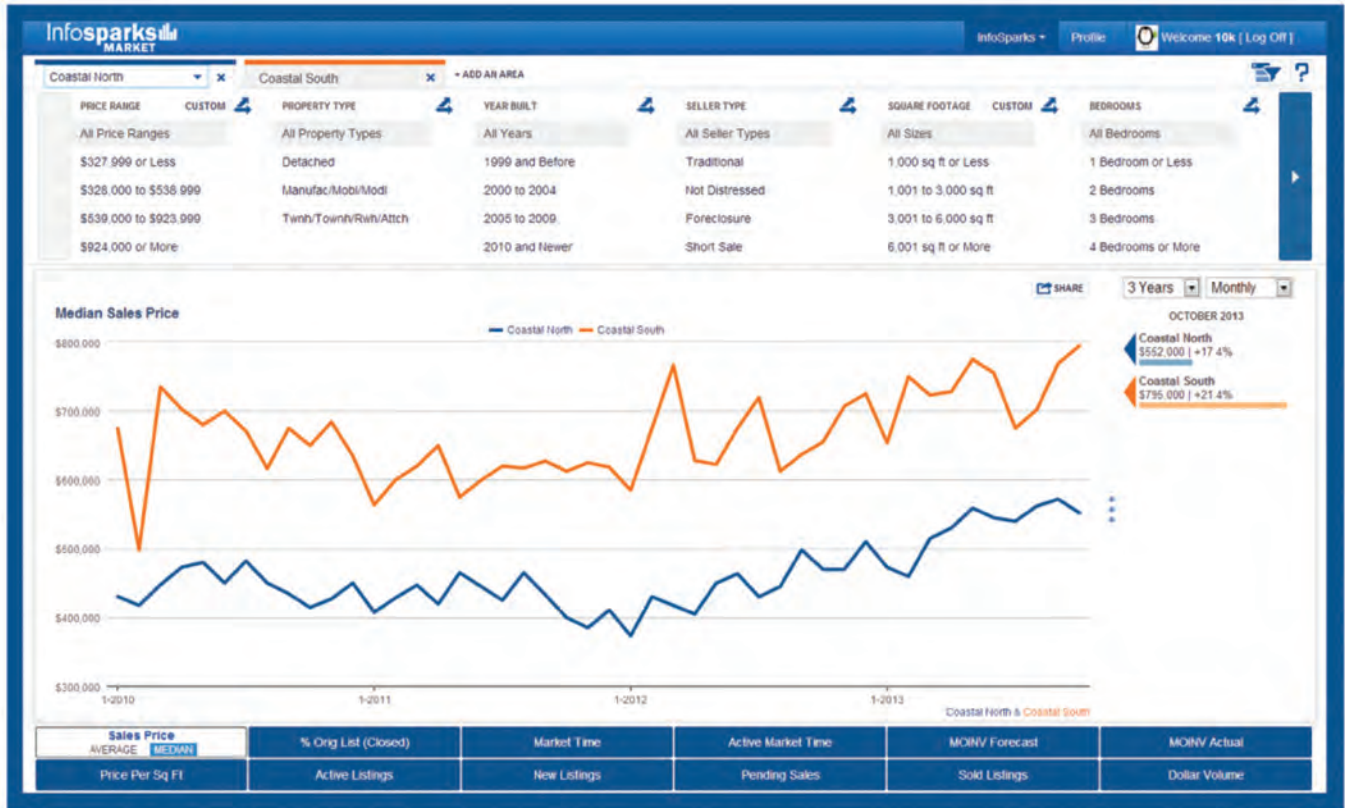 Infosparks
MARKET
InfoSparks
Profile
Welcome 10k [ Log Off ]
Coastal North x
Coastal South x
+ ADD AN AREA
?
PRICE RANGE CUSTOM PROPERTY TYPE YEAR BUILT SELLER TYPE SQUARE FOOTAGE CUSTOM BEDROOMS
All Price Ranges All Property Types All Years All Seller Types All Sizes All Bedrooms
$327,999 or Less Detached 1999 and Before Traditional 1,000 sq ft or Less 1 Bedroom or Less
$328,000 to $538,999 Manufac/Mobl/Modl 2000 to 2004 Not Distressed 1,001 to 3,000 sq ft 2 Bedrooms
$539,000 to $923,999 Twnh/Townh/Rwh/Attch 2005 to 2009 Foreclosure 3,001 to 6,000 sq ft 3 Bedrooms
$924,000 or More 2010 and Newer Short Sale 6,001 sq ft or More 4 Bedrooms or More
SHARE
3 Years Monthly
Median Sales Price
Coastal North Coastal South
OCTOBER 2013
Coastal North
$552,000 | +17.4%
Coastal South
$795,000 | +21.4%
$800,000
$700,000
$600,000
$500,000
$400,000
$300,000
1-2010 1-2011 1-2012 1-2013
Coastal North & Coastal South
Sales Price
AVERAGE MEDIAN
% Orig List (Closed)
Market Time
Active Market Time
MOINV Forecast
MOINV Actual
Price Per Sq Ft
Active Listings
New Listings
Pending Sales
Sold Listings
Dollar Volume